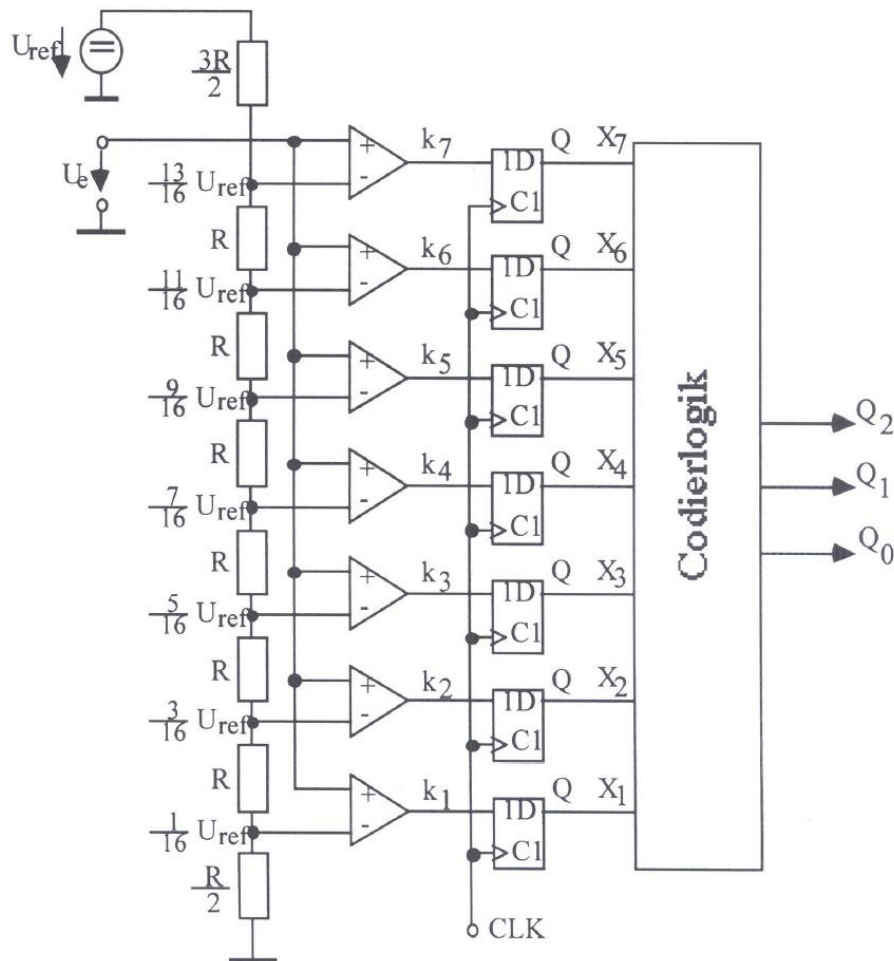 U_ref
3R/2
U_e
k_7 1D Q X_7
13/16 U_ref + - C1
R
k_6 1D Q X_6
11/16 U_ref + - C1
R
k_5 1D Q X_5
9/16 U_ref + - C1
R
k_4 1D Q X_4
7/16 U_ref + - C1
R
k_3 1D Q X_3
5/16 U_ref + - C1
R
k_2 1D Q X_2
3/16 U_ref + - C1
R
k_1 1D Q X_1
1/16 U_ref + - C1
R/2
CLK
Codierlogik
Q_2
Q_1
Q_0